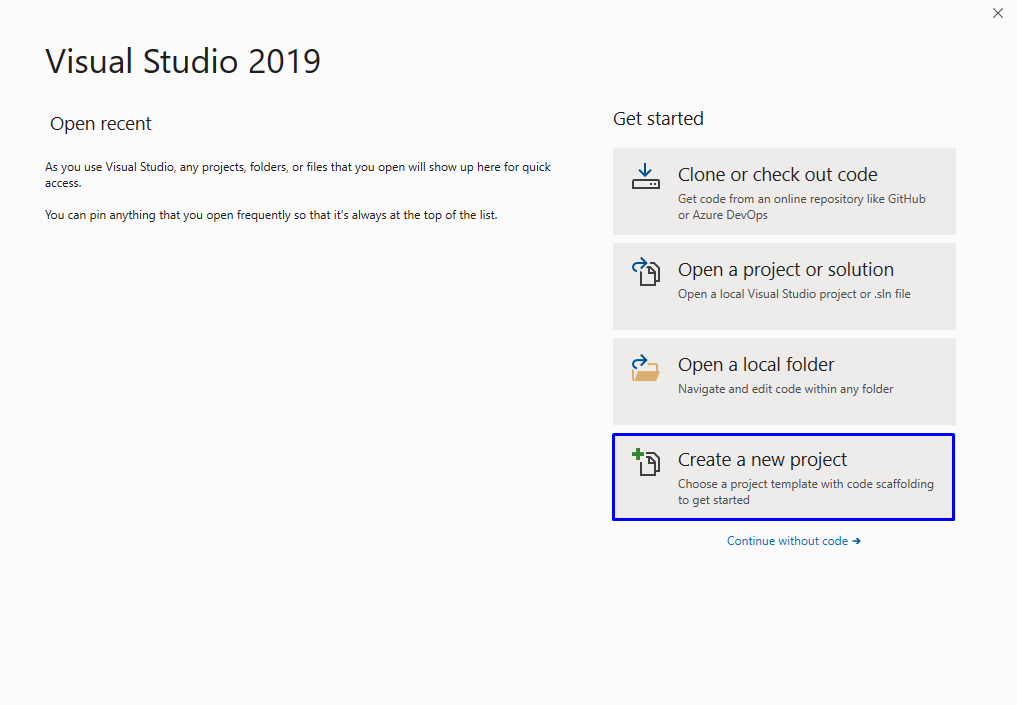 Visual Studio 2019
Open recent
As you use Visual Studio, any projects, folders, or files that you open will show up here for quick
access.
You can pin anything that you open frequently so that it's always at the top of the list.
Get started
Clone or check out code
Get code from an online repository like GitHub
or Azure DevOps
Open a project or solution
Open a local Visual Studio project or .sln file
Open a local folder
Navigate and edit code within any folder
Create a new project
Choose a project template with code scaffolding
to get started
Continue without code →